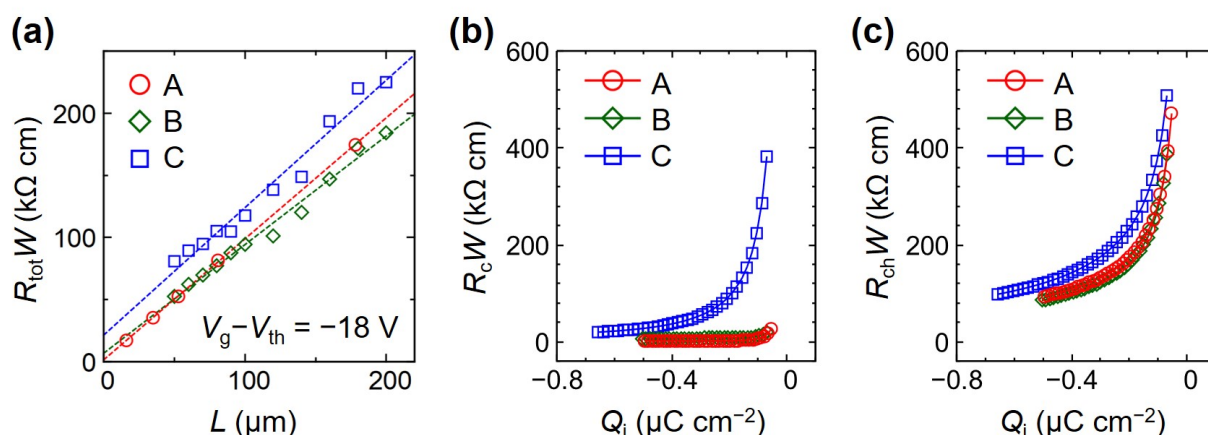 (a)
R_tot W (kΩ cm)
200
100
0
A
B
C
V_g−V_th = −18 V
0
100
200
L (μm)
(b)
R_c W (kΩ cm)
600
400
200
0
A
B
C
−0.8
−0.4
0
Q_i (μC cm⁻²)
(c)
R_ch W (kΩ cm)
600
400
200
0
A
B
C
−0.8
−0.4
0
Q_i (μC cm⁻²)